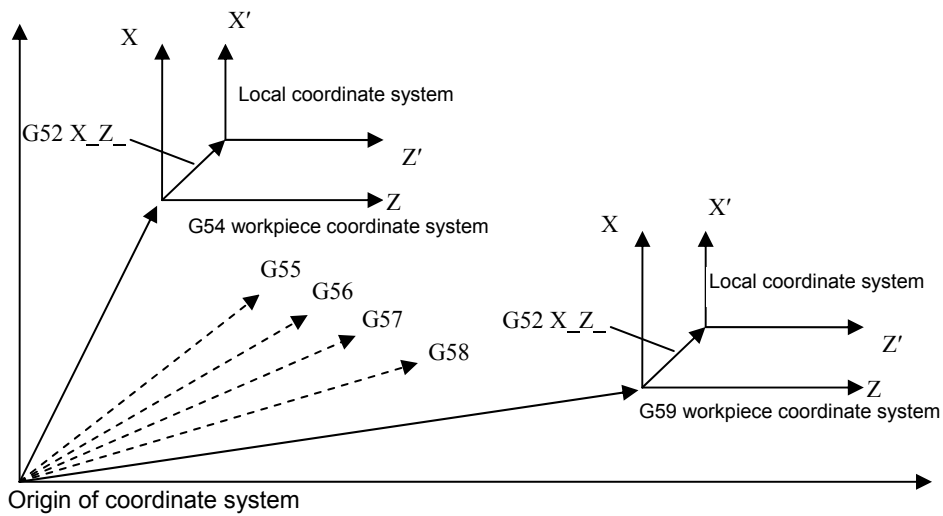 X
X′
Local coordinate system
G52 X_Z_
Z′
Z
G54 workpiece coordinate system
X
X′
G55
G56
Local coordinate system
G57
G52 X_Z_
G58
Z′
Z
G59 workpiece coordinate system
Origin of coordinate system